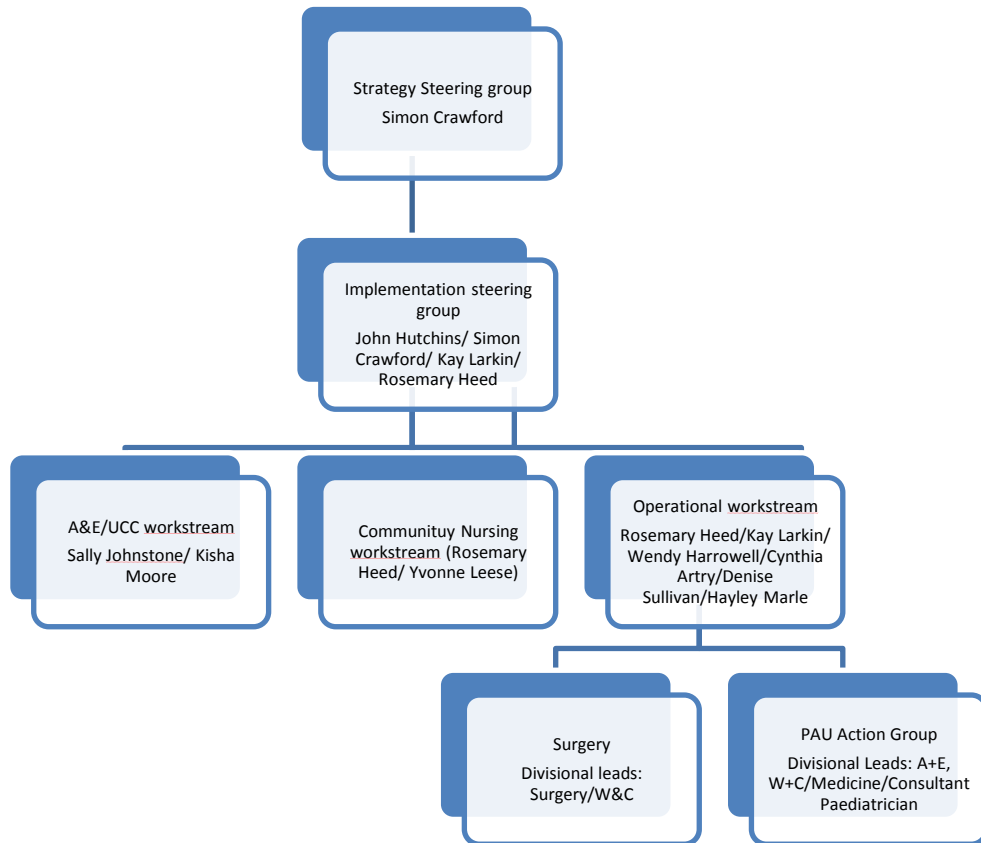 Strategy Steering group
Simon Crawford
Implementation steering
group
John Hutchins/ Simon
Crawford/ Kay Larkin/
Rosemary Heed
A&E/UCC workstream
Sally Johnstone/ Kisha
Moore
Communituy Nursing
workstream (Rosemary
Heed/ Yvonne Leese)
Operational workstream
Rosemary Heed/Kay Larkin/
Wendy Harrowell/Cynthia
Artry/Denise
Sullivan/Hayley Marle
Surgery
Divisional leads:
Surgery/W&C
PAU Action Group
Divisional Leads: A+E,
W+C/Medicine/Consultant
Paediatrician